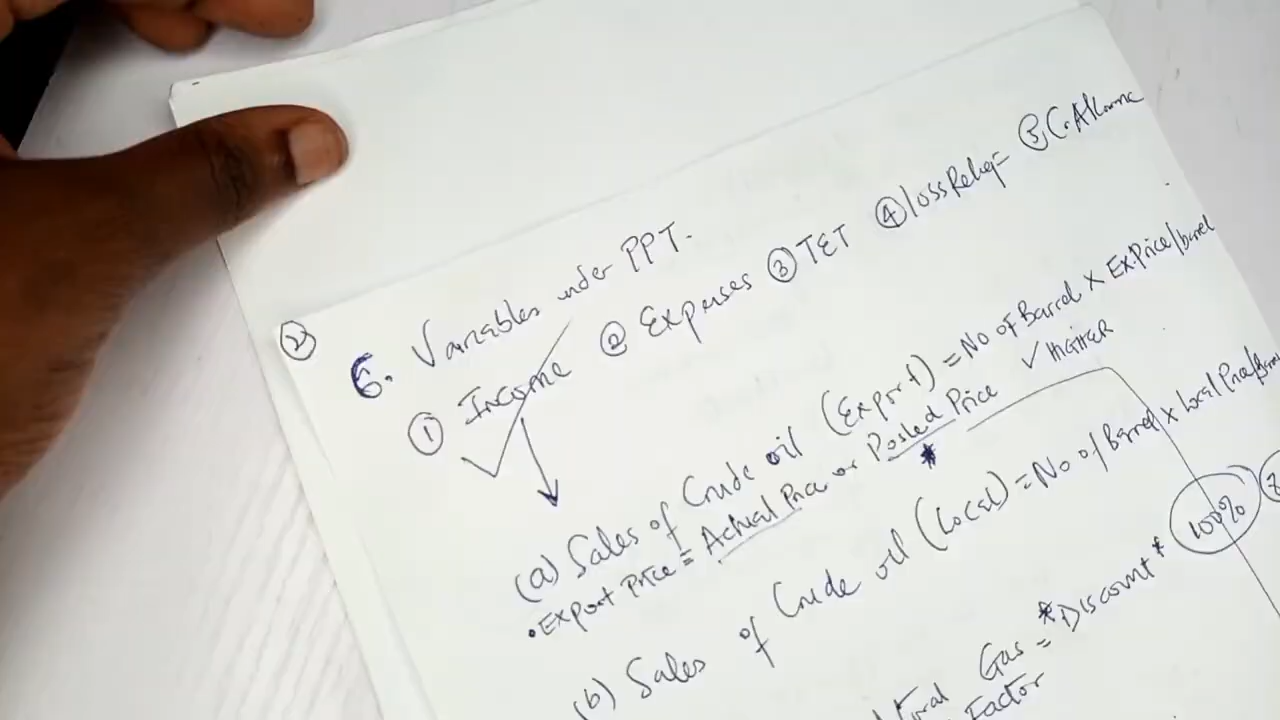 ②
6. Variables under PPT.
① Income ② Expenses ③ TET ④ loss Relief ⑤
(a) Sales of Crude oil (Export) = No of Barrel x Ex.Price/barrel
• Export Price = Actual Price or Posted Price ✓ HIGHER
*
(b) Sales of Crude oil (Local) = No of Barrel x Local Price/
Gas = *Discount* 100%
Factor